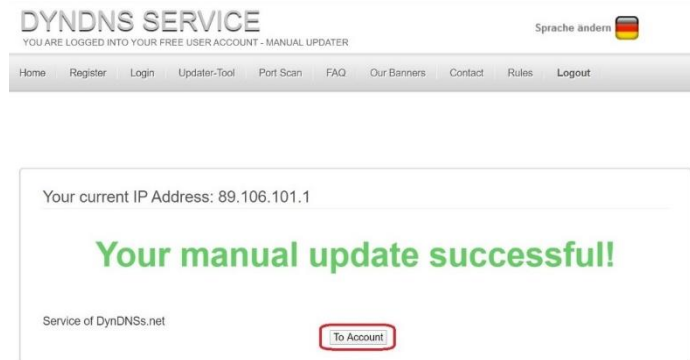 DYNDNS SERVICE
YOU ARE LOGGED INTO YOUR FREE USER ACCOUNT - MANUAL UPDATER
Sprache ändern
Home Register Login Updater-Tool Port Scan FAQ Our Banners Contact Rules Logout
Your current IP Address: 89.106.101.1
Your manual update successful!
Service of DynDNSs.net
To Account